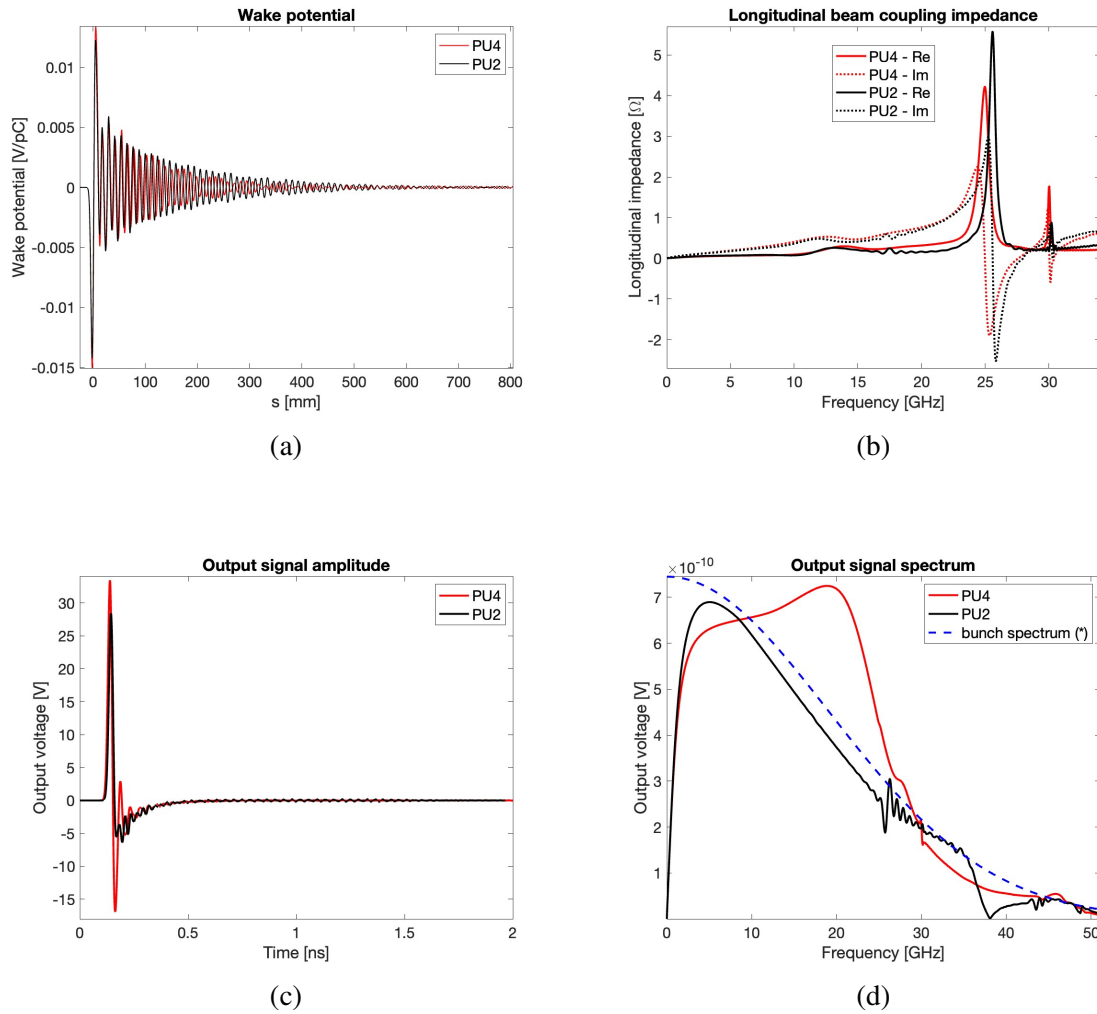 Wake potential
PU4
PU2
0.01
0.005
0
-0.005
-0.01
-0.015
Wake potential [V/pC]
0 100 200 300 400 500 600 700 800
s [mm]
(a)
Longitudinal beam coupling impedance
PU4 - Re
PU4 - Im
PU2 - Re
PU2 - Im
5
4
3
2
1
0
-1
-2
Longitudinal impedance [Ω]
0 5 10 15 20 25 30
Frequency [GHz]
(b)
Output signal amplitude
PU4
PU2
30
25
20
15
10
5
0
-5
-10
-15
Output voltage [V]
0 0.5 1 1.5 2
Time [ns]
(c)
Output signal spectrum
× 10⁻¹⁰
PU4
PU2
bunch spectrum (*)
7
6
5
4
3
2
1
Output voltage [V]
0 10 20 30 40 50
Frequency [GHz]
(d)